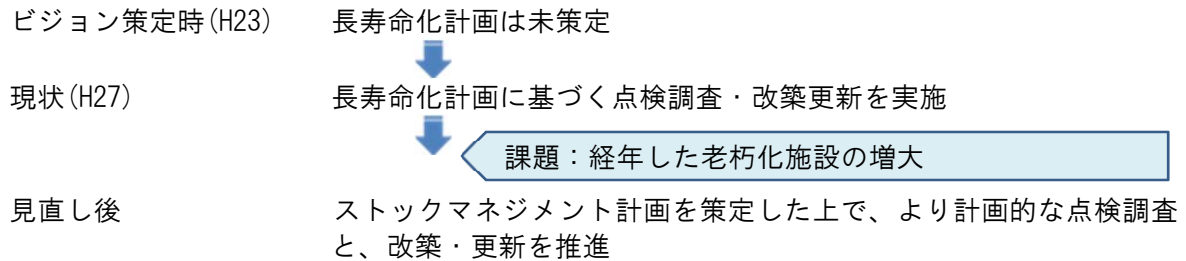 ビジョン策定時(H23) 長寿命化計画は未策定
現状(H27) 長寿命化計画に基づく点検調査・改築更新を実施
課題：経年した老朽化施設の増大
見直し後 ストックマネジメント計画を策定した上で、より計画的な点検調査
と、改築・更新を推進